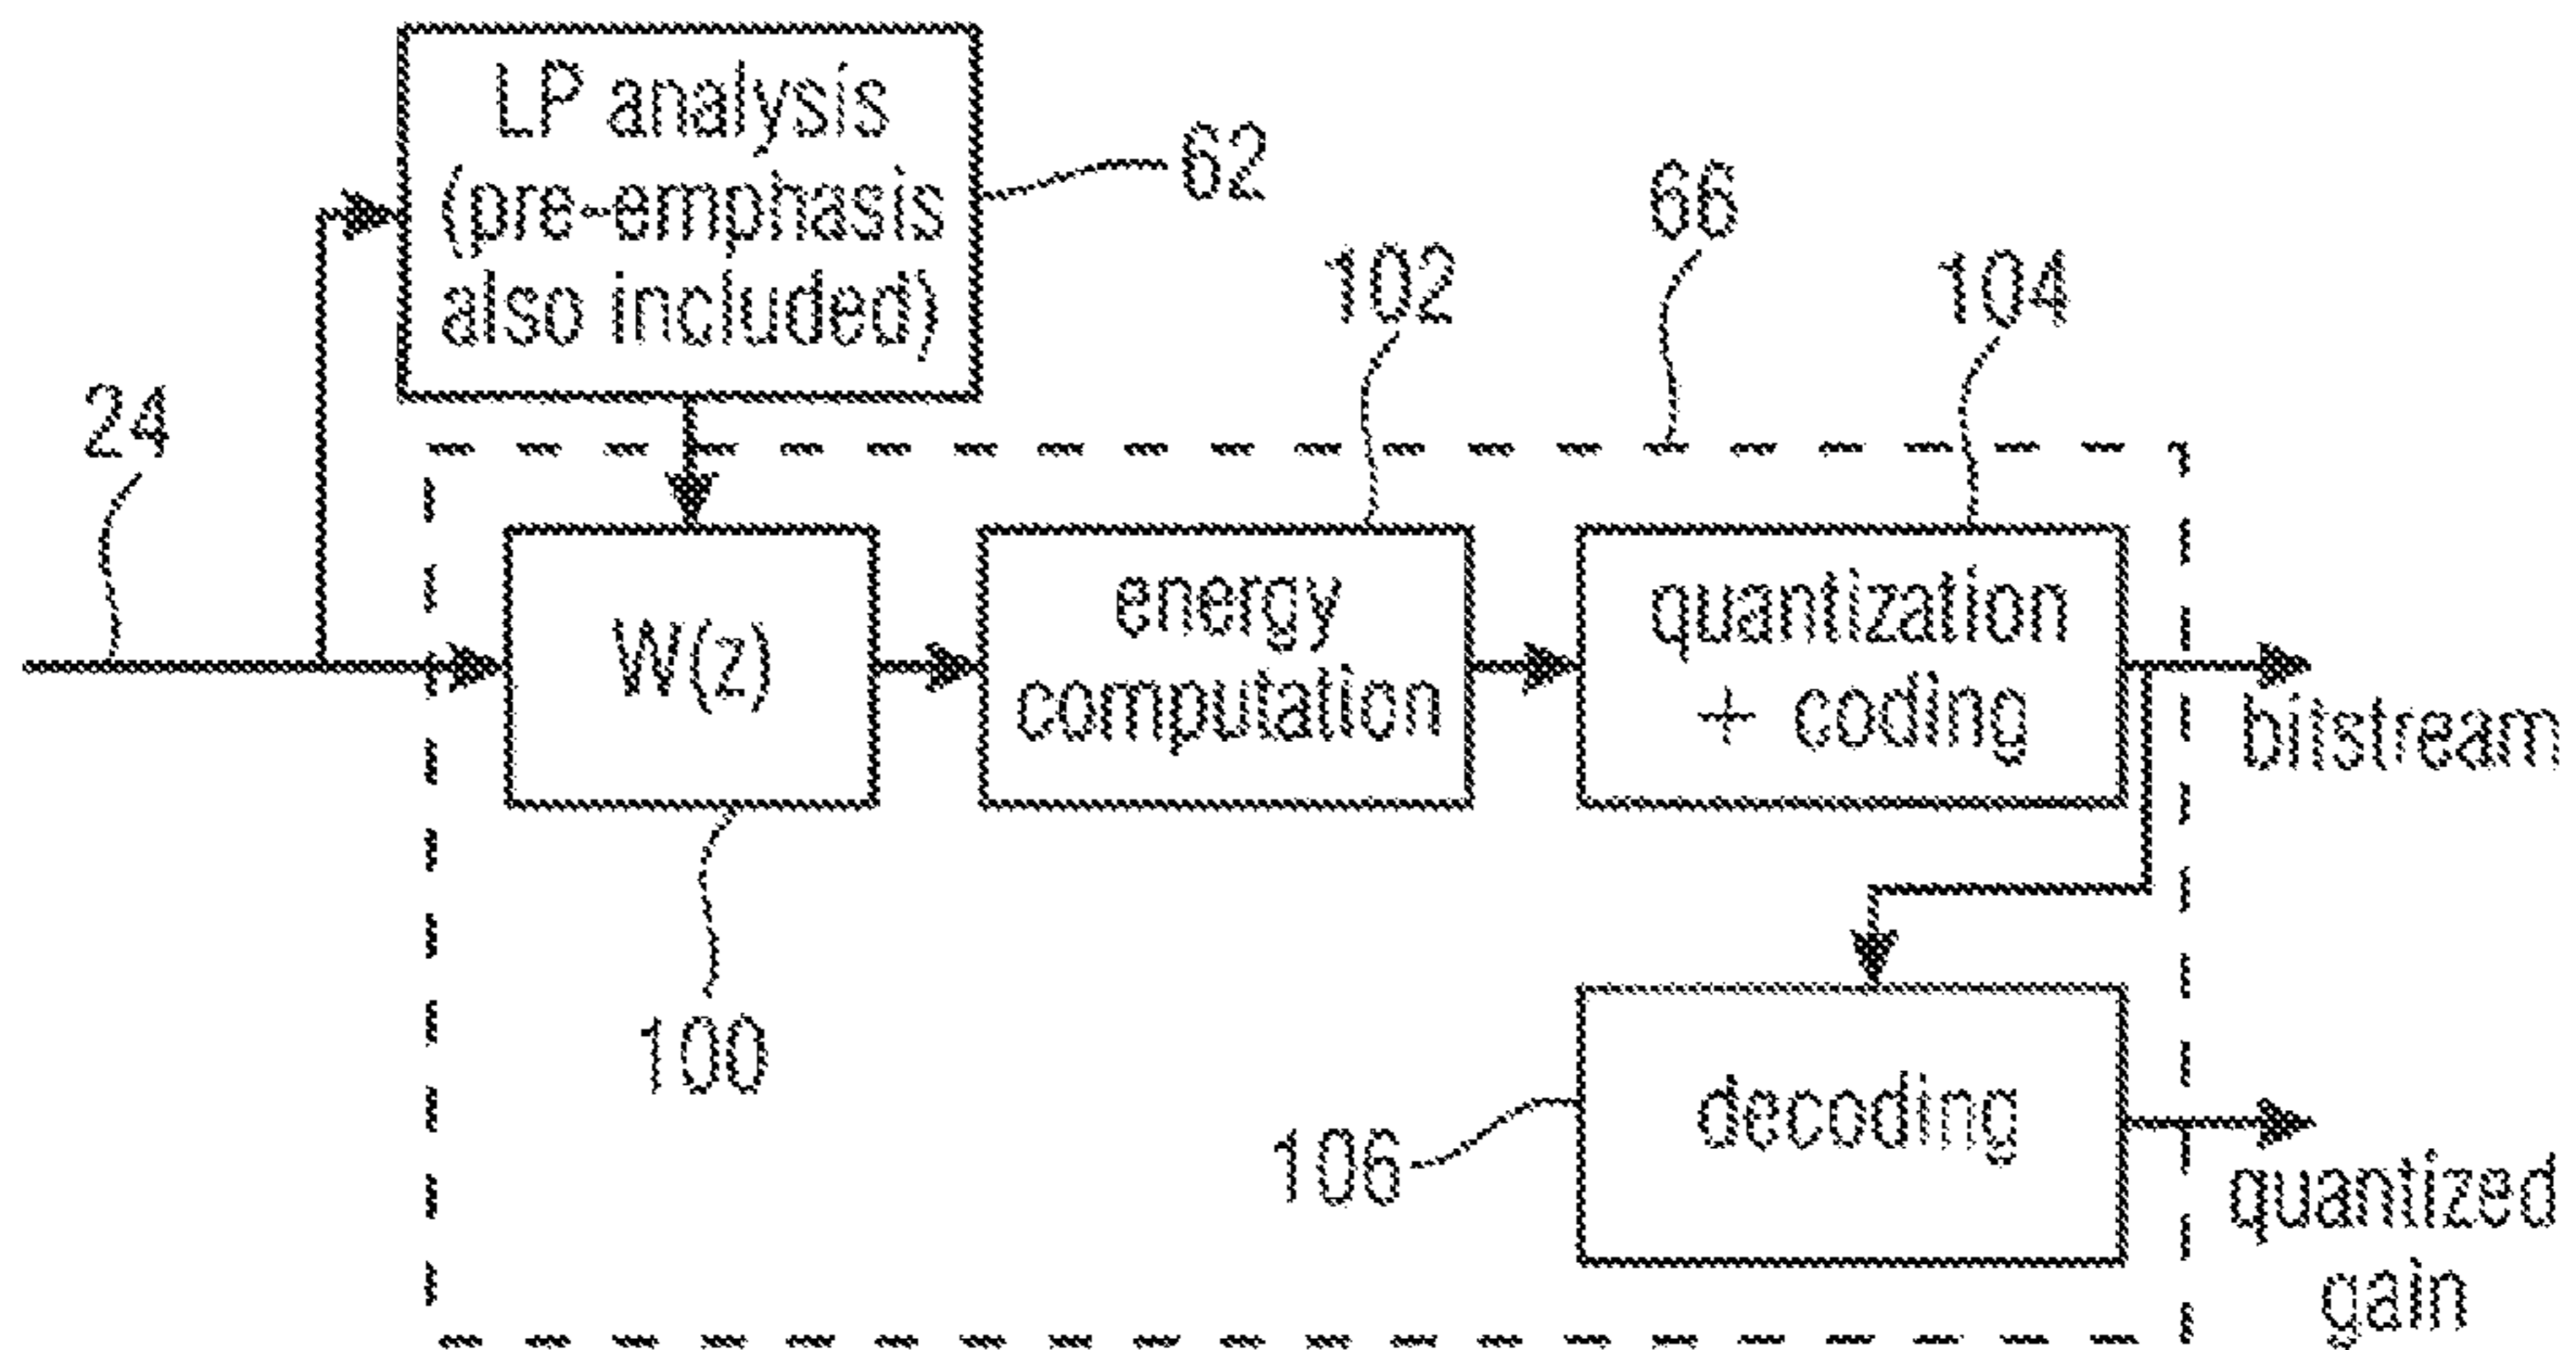 LP analysis
(pre-emphasis
also included)
62
66
102
104
24
W(z)
energy
computation
quantization
+ coding
bitstream
100
106
decoding
quantized
gain